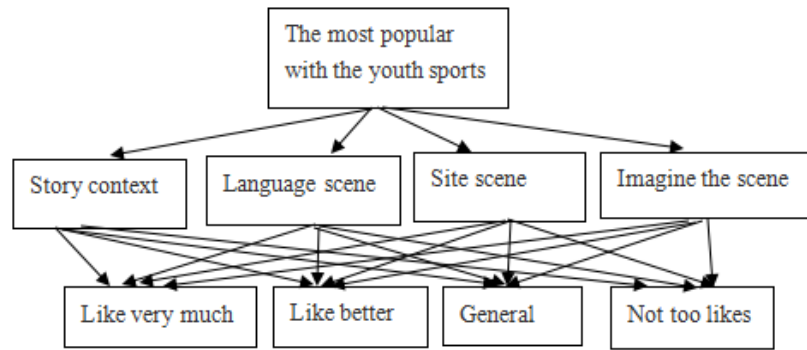 The most popular
with the youth sports
Story context
Language scene
Site scene
Imagine the scene
Like very much
Like better
General
Not too likes